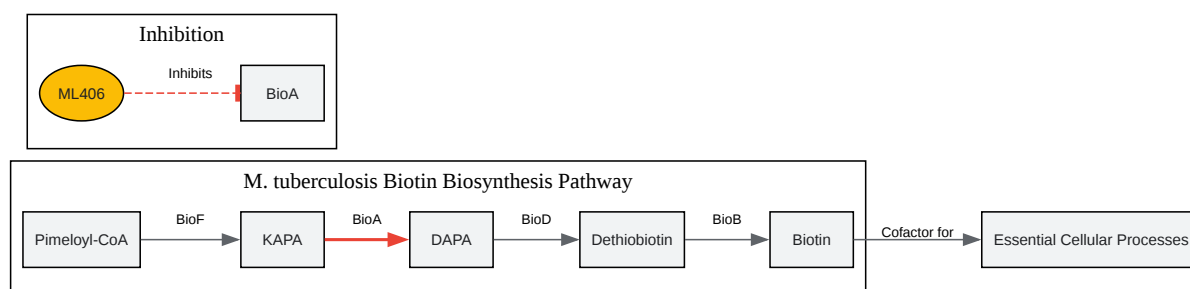 Inhibition
ML406
Inhibits
BioA
M. tuberculosis Biotin Biosynthesis Pathway
Pimeloyl-CoA
BioF
KAPA
BioA
DAPA
BioD
Dethiobiotin
BioB
Biotin
Cofactor for
Essential Cellular Processes